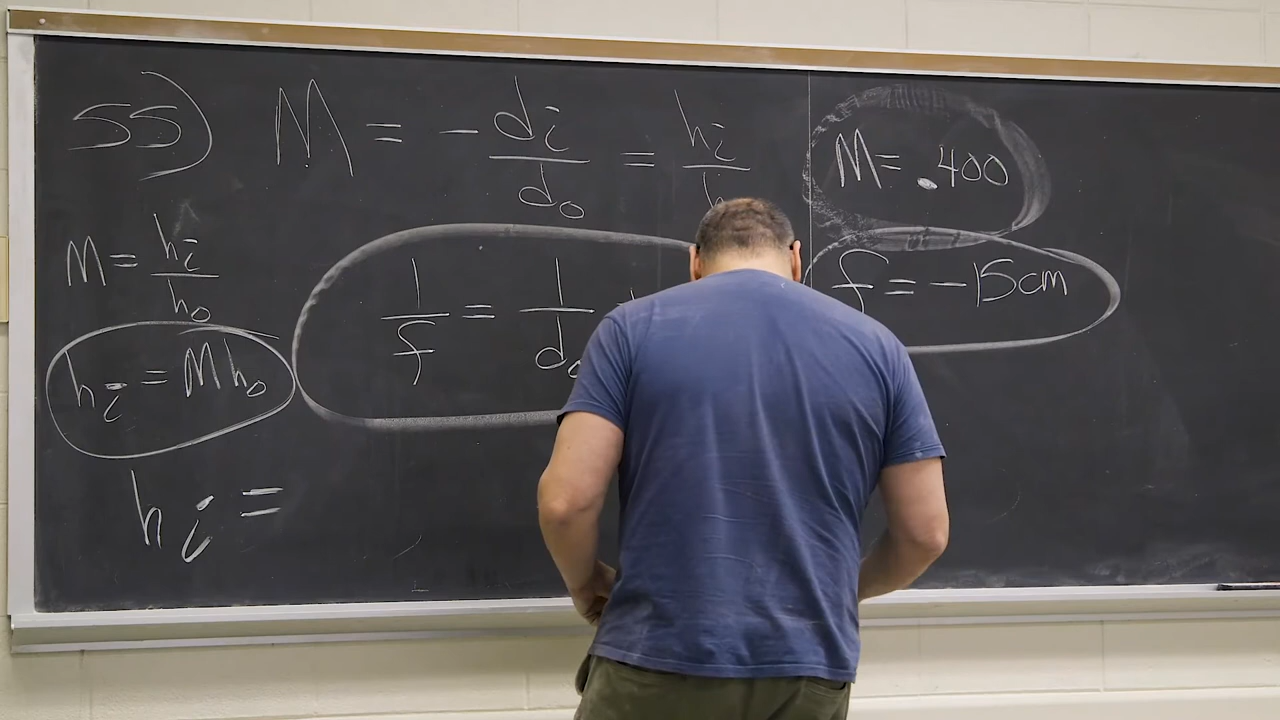 55)
M = - di/do = hi/h
M = .400
M = hi/ho
1/f = 1/do
f = -15cm
hi = Mho
hi =